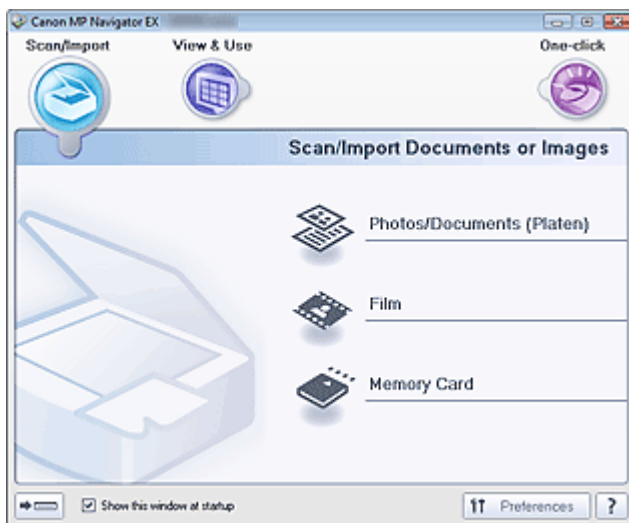 Canon MP Navigator EX
Scan/Import
View & Use
One-click
Scan/Import Documents or Images
Photos/Documents (Platen)
Film
Memory Card
Show this window at startup
Preferences
?